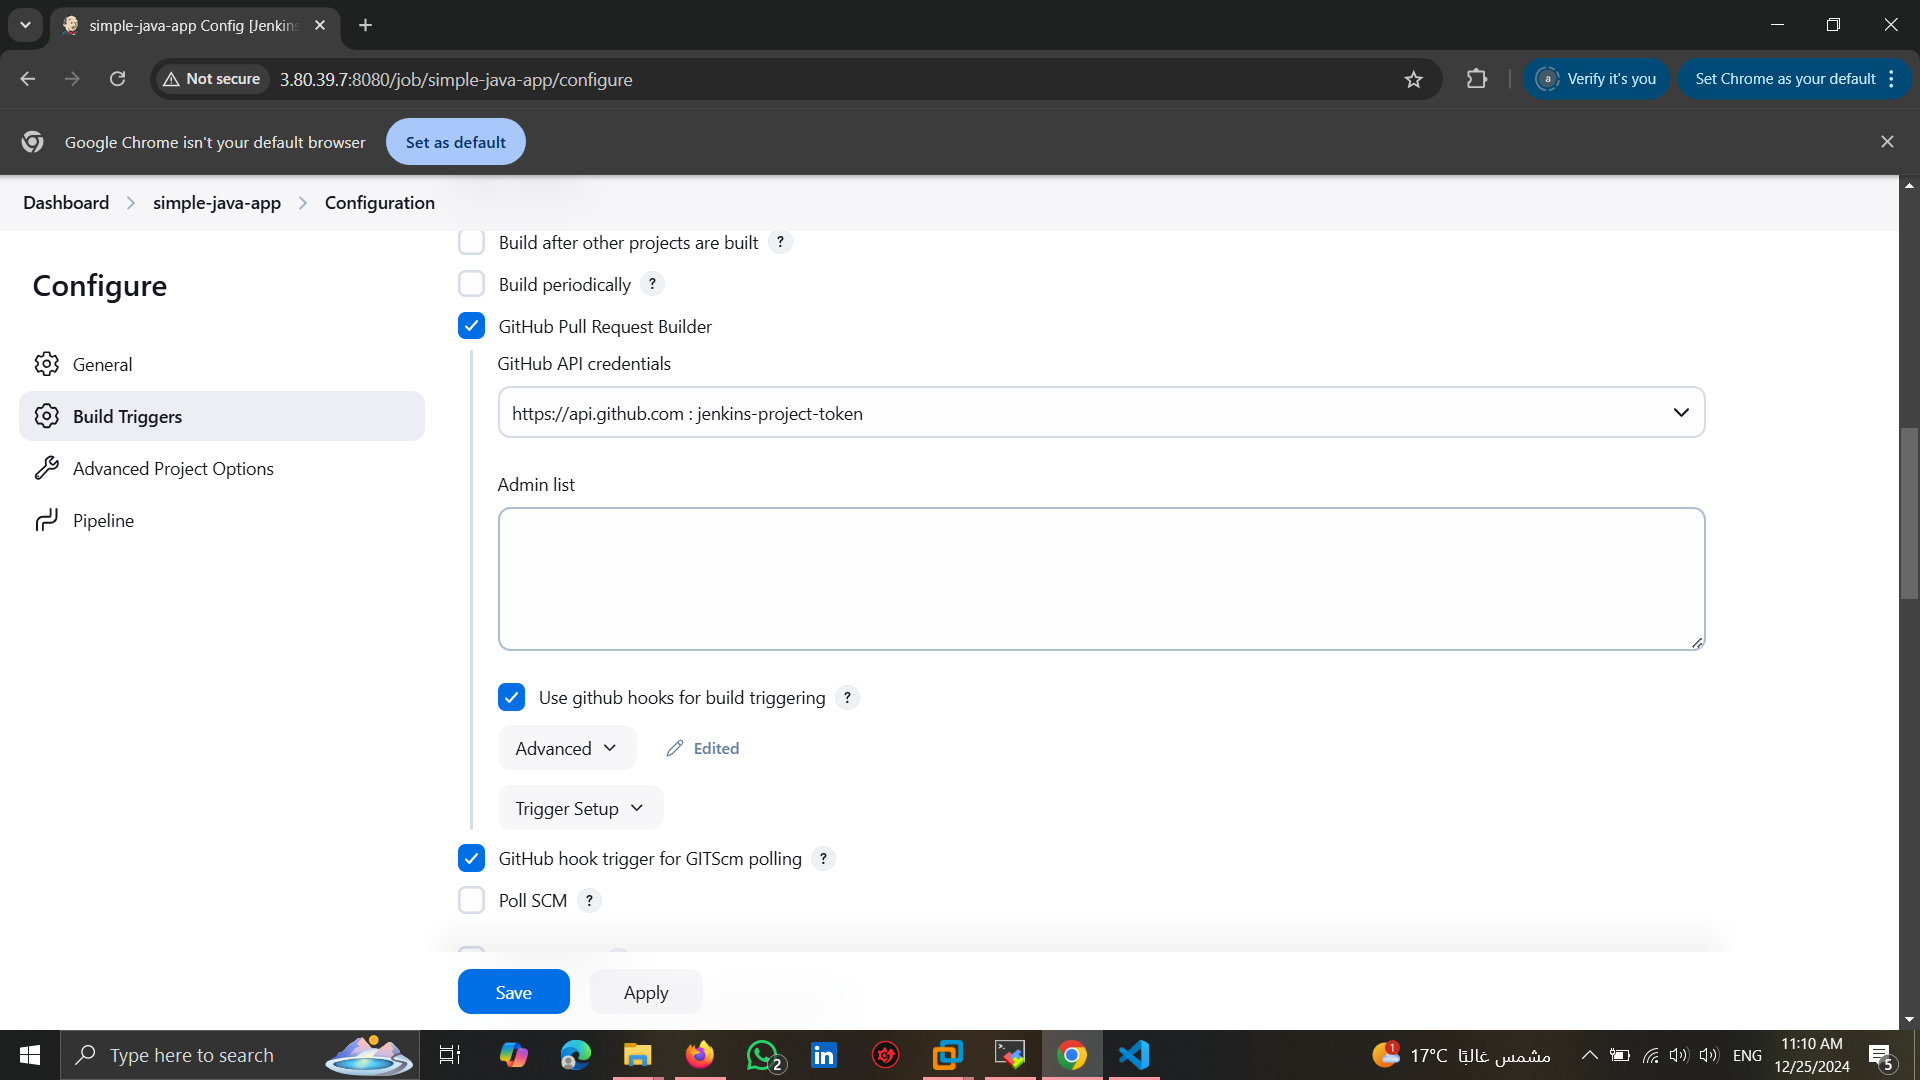 simple-java-app Config [Jenkins
Not secure
3.80.39.7:8080/job/simple-java-app/configure
a
Verify it's you
Set Chrome as your default
Google Chrome isn't your default browser
Set as default
Dashboard
simple-java-app
Configuration
Configure
General
Build Triggers
Advanced Project Options
Pipeline
Build after other projects are built ?
Build periodically ?
GitHub Pull Request Builder
GitHub API credentials
https://api.github.com : jenkins-project-token
Admin list
Use github hooks for build triggering ?
Advanced
Edited
Trigger Setup
GitHub hook trigger for GITScm polling ?
Poll SCM ?
Save
Apply
Type here to search
2
in
1
17°C مشمس غالبًا
ENG
11:10 AM
12/25/2024
5